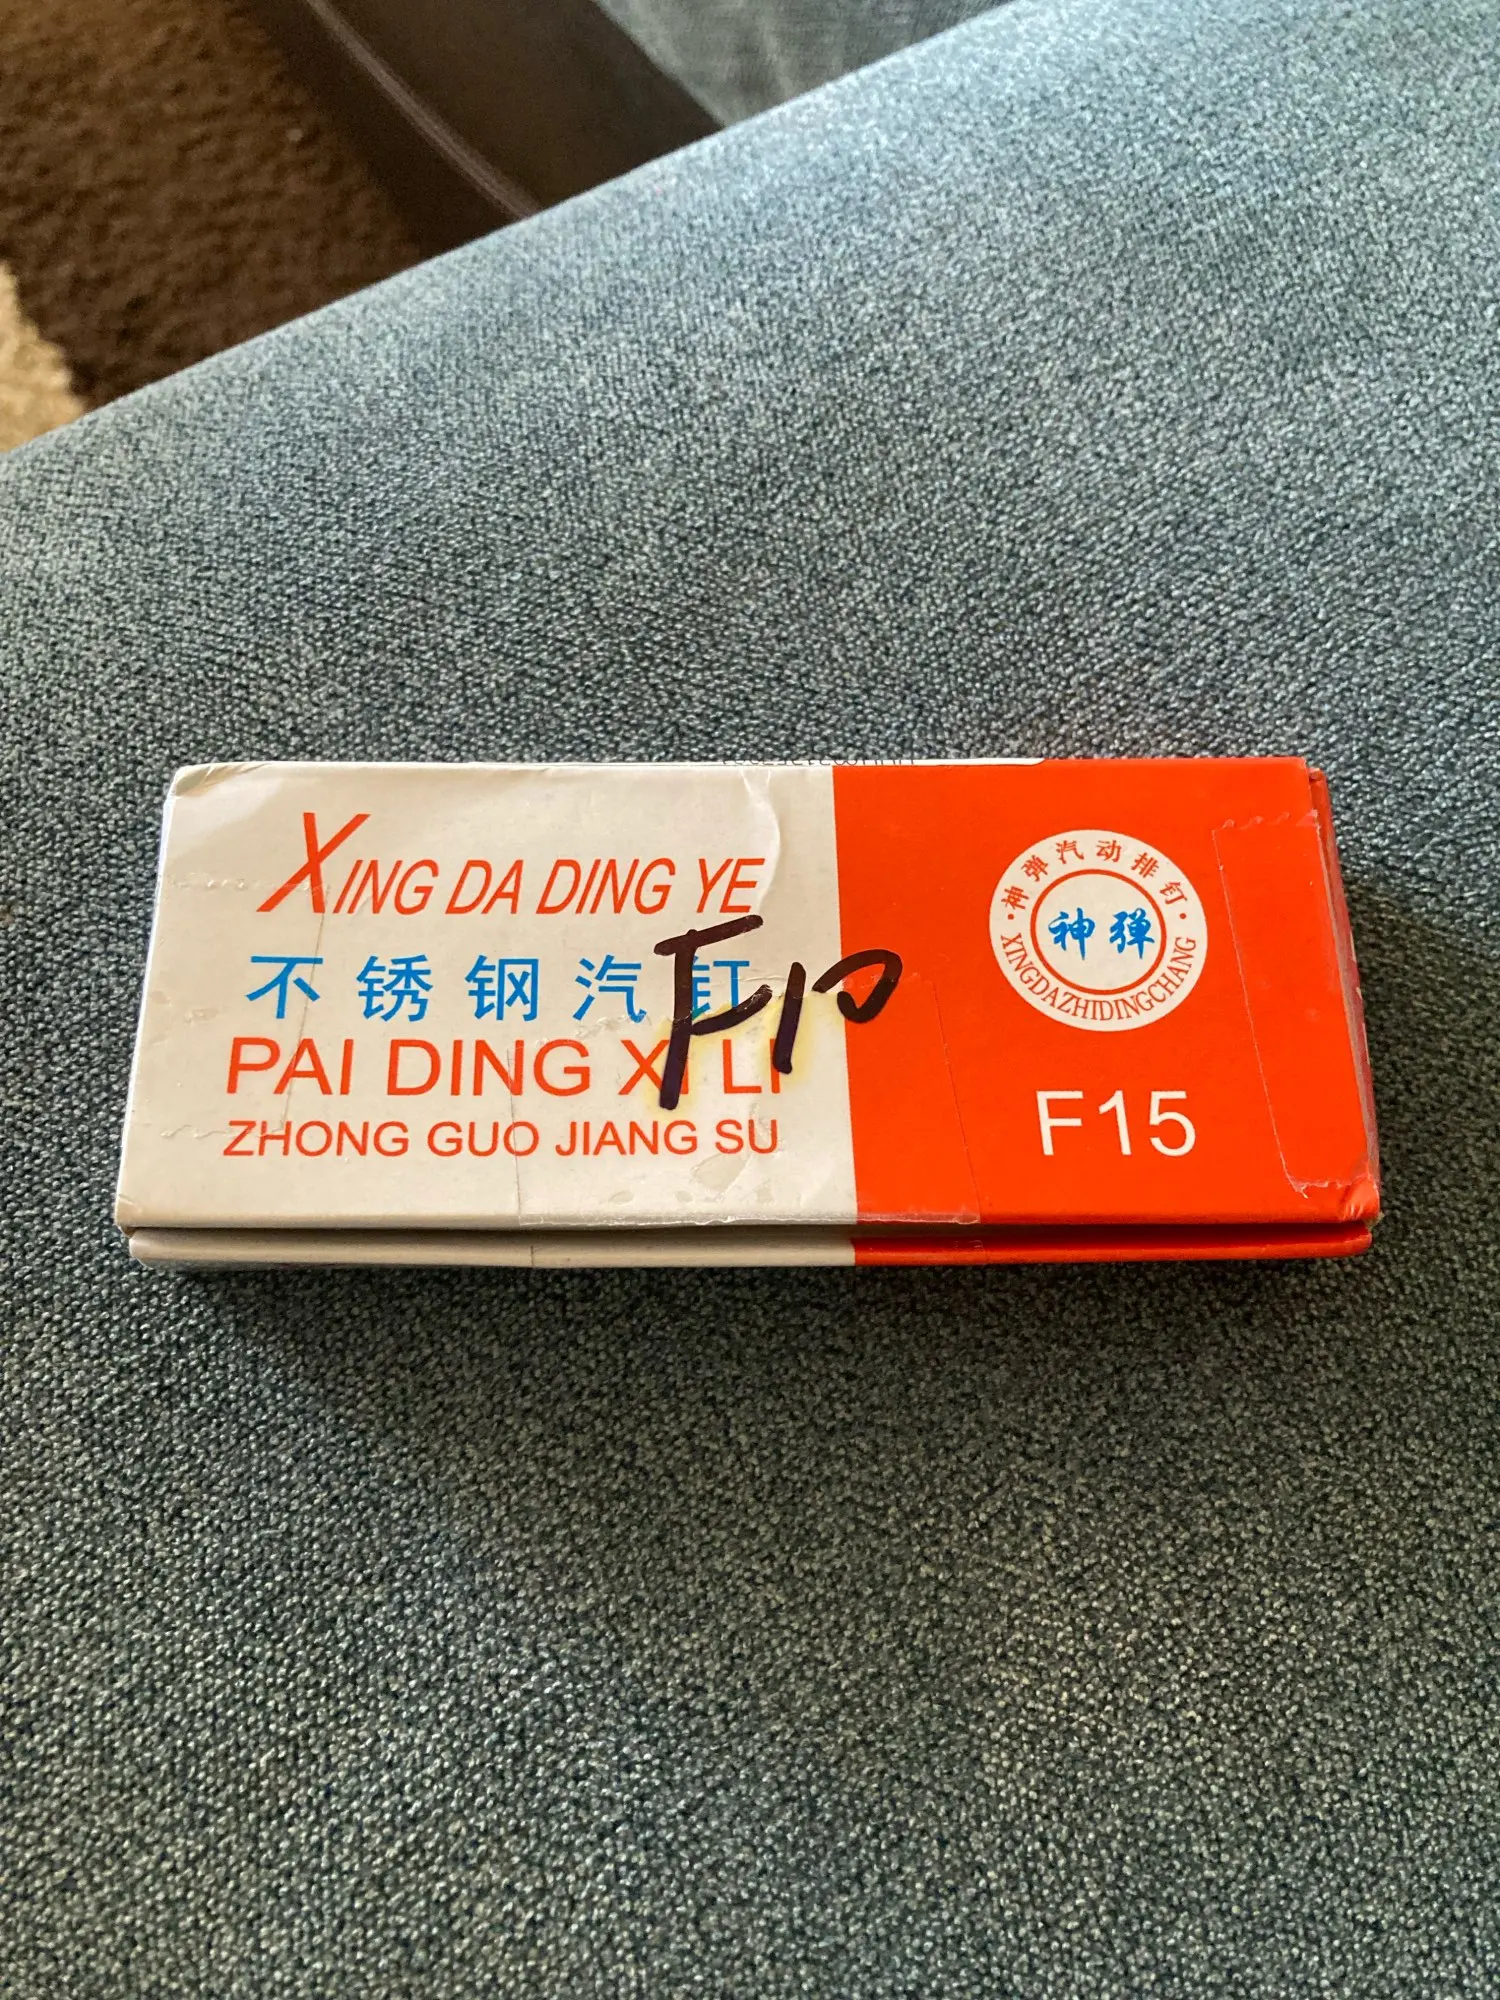 XING DA DING YE
不锈钢汽钉
F10
PAI DING XI LI
ZHONG GUO JIANG SU
·神弹汽动排钉·
神弹
XINGDAZHIDINGCHANG
F15